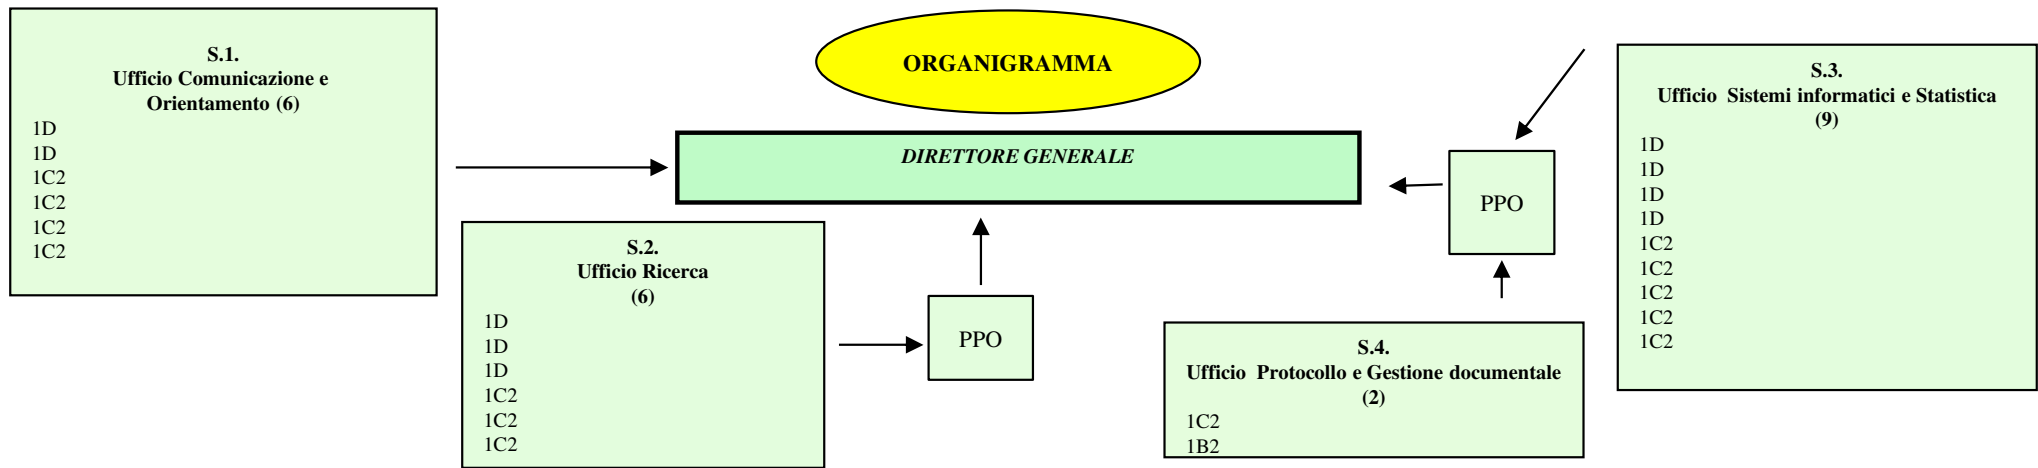 S.1.
Ufficio Comunicazione e
Orientamento (6)
1D
1D
1C2
1C2
1C2
1C2
ORGANIGRAMMA
DIRETTORE GENERALE
S.2.
Ufficio Ricerca
(6)
1D
1D
1D
1C2
1C2
1C2
PPO
PPO
S.4.
Ufficio Protocollo e Gestione documentale
(2)
1C2
1B2
S.3.
Ufficio Sistemi informatici e Statistica
(9)
1D
1D
1D
1D
1C2
1C2
1C2
1C2
1C2